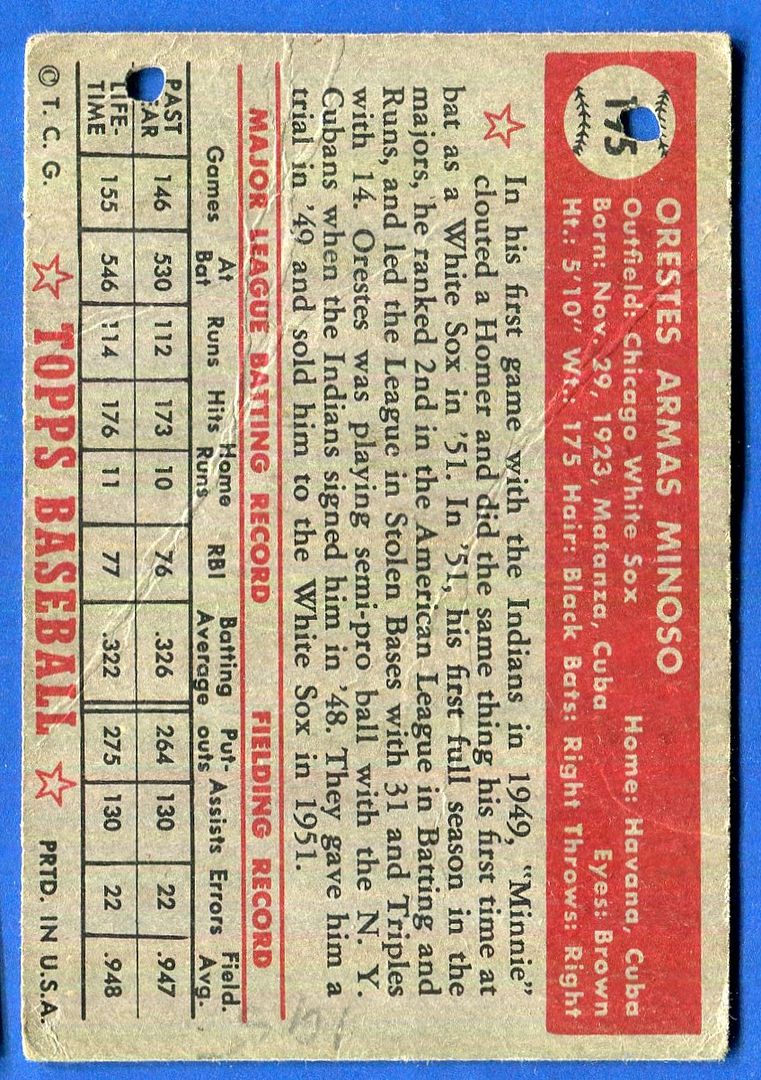 175
ORESTES ARMAS MINOSO
Outfield: Chicago White Sox Home: Havana, Cuba
Born: Nov. 29, 1923, Matanza, Cuba Eyes: Brown
Ht.: 5'10" Wt.: 175 Hair: Black Bats: Right Throws: Right
In his first game with the Indians in 1949, "Minnie"
clouted a Homer and did the same thing his first time at
bat as a White Sox in '51. In '51, his first full season in the
majors, he ranked 2nd in the American League in Batting and
Runs, and led the League in Stolen Bases with 31 and Triples
with 14. Orestes was playing semi-pro ball with the N. Y.
Cubans when the Indians signed him in '48. They gave him a
trial in '49 and sold him to the White Sox in 1951.
MAJOR LEAGUE BATTING RECORD FIELDING RECORD
Games At Bat Runs Hits Home Runs RBI Batting Average Put-outs Assists Errors Field. Avg.
PAST YEAR 146 530 112 173 10 76 .326 264 130 22 .947
LIFE-TIME 155 546 114 176 11 77 .322 275 130 22 .948
© T. C. G. TOPPS BASEBALL PRTD. IN U.S.A.